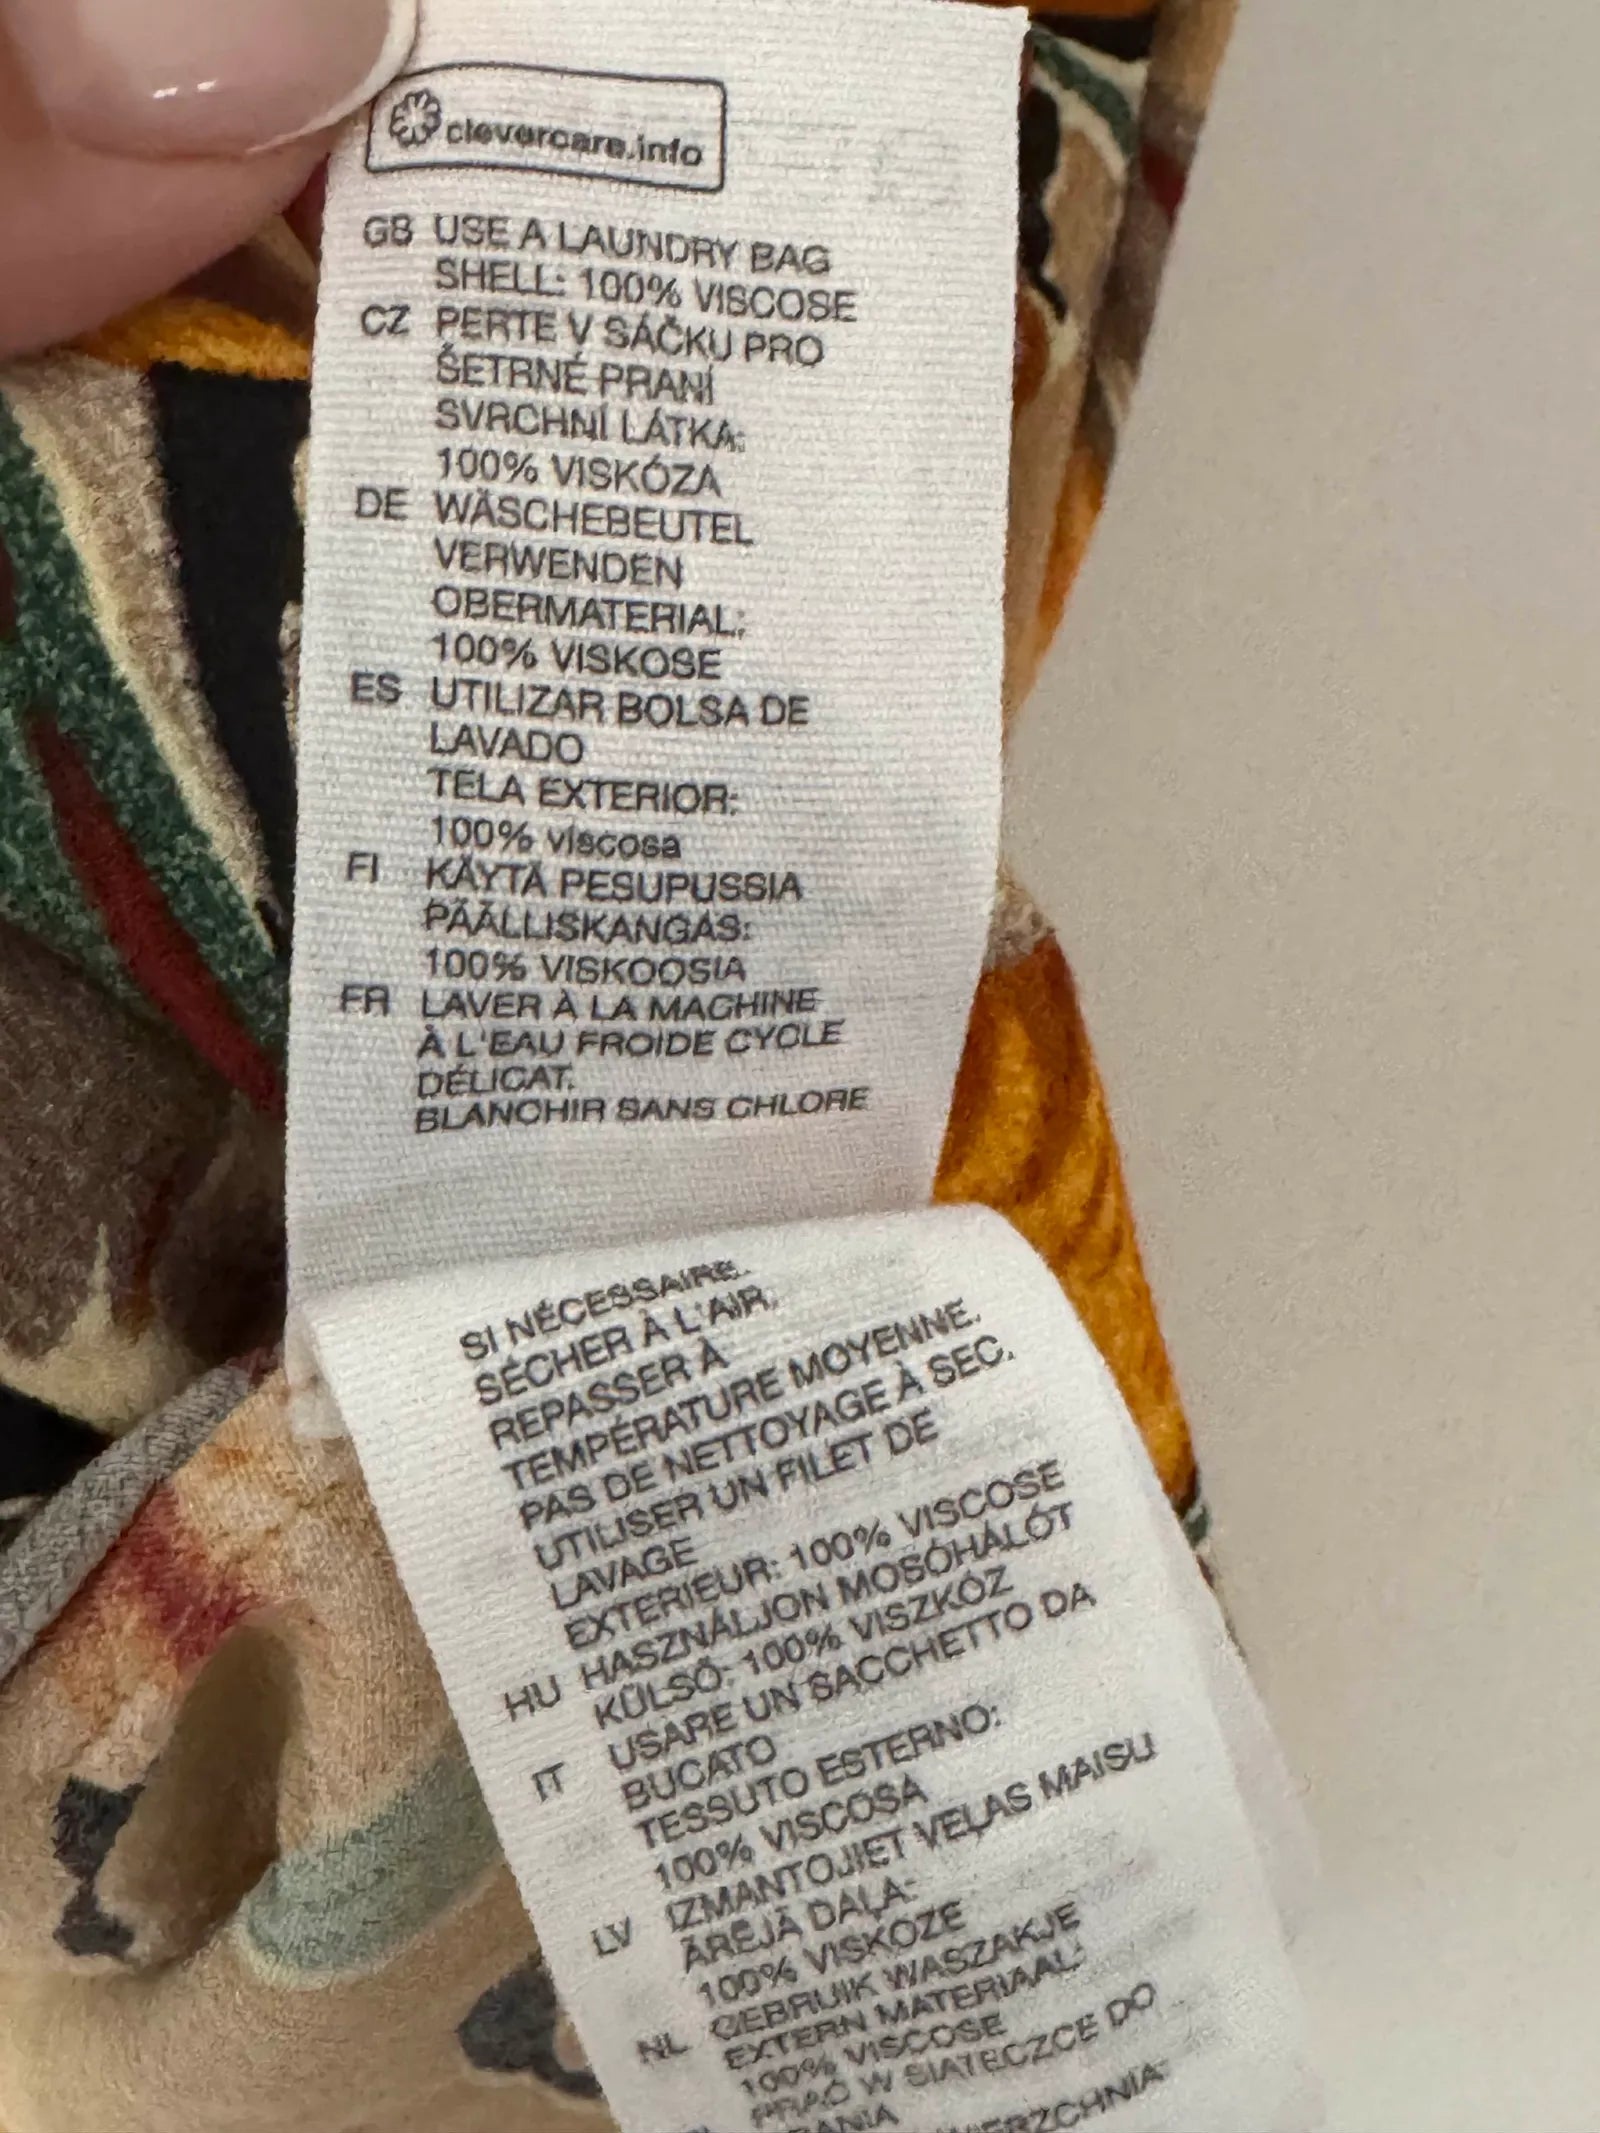 clevercare.info
GB USE A LAUNDRY BAG
SHELL: 100% VISCOSE
CZ PERTE V SÁČKU PRO
ŠETRNÉ PRANÍ
SVRCHNÍ LÁTKA:
100% VISKÓZA
DE WÄSCHEBEUTEL
VERWENDEN
OBERMATERIAL:
100% VISKOSE
ES UTILIZAR BOLSA DE
LAVADO
TELA EXTERIOR:
100% viscosa
FI KÄYTÄ PESUPUSSIA
PÄÄLLISKANGAS:
100% VISKOOSIA
FR LAVER À LA MACHINE
À L'EAU FROIDE CYCLE
DÉLICAT.
BLANCHIR SANS CHLORE
SI NÉCESSAIRE.
SÉCHER À L'AIR.
REPASSER À
TEMPÉRATURE MOYENNE.
PAS DE NETTOYAGE À SEC.
UTILISER UN FILET DE
LAVAGE
EXTERIEUR: 100% VISCOSE
HU HASZNÁLJON MOSÓHÁLÓT
KÜLSŐ: 100% VISZKÓZ
IT USARE UN SACCHETTO DA
BUCATO
TESSUTO ESTERNO:
100% VISCOSA
LV IZMANTOJIET VEĻAS MAISU
ĀRĒJĀ DAĻA:
100% VISKOZE
NL GEBRUIK WASZAKJE
EXTERN MATERIAAL:
100% VISCOSE
PRAĆ W SIATECZCE DO